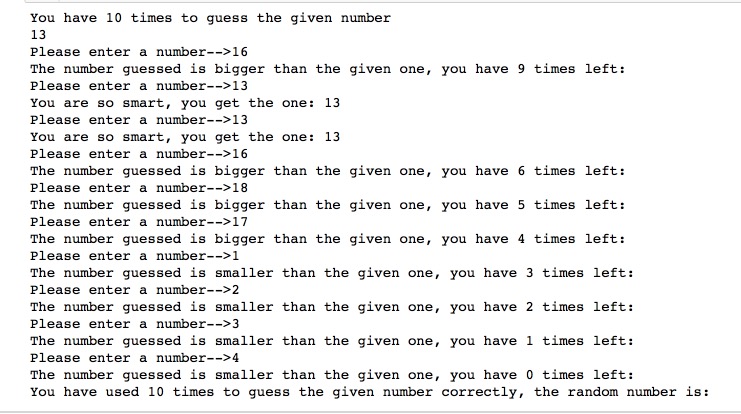 You have 10 times to guess the given number
13
Please enter a number-->16
The number guessed is bigger than the given one, you have 9 times left:
Please enter a number-->13
You are so smart, you get the one: 13
Please enter a number-->13
You are so smart, you get the one: 13
Please enter a number-->16
The number guessed is bigger than the given one, you have 6 times left:
Please enter a number-->18
The number guessed is bigger than the given one, you have 5 times left:
Please enter a number-->17
The number guessed is bigger than the given one, you have 4 times left:
Please enter a number-->1
The number guessed is smaller than the given one, you have 3 times left:
Please enter a number-->2
The number guessed is smaller than the given one, you have 2 times left:
Please enter a number-->3
The number guessed is smaller than the given one, you have 1 times left:
Please enter a number-->4
The number guessed is smaller than the given one, you have 0 times left:
You have used 10 times to guess the given number correctly, the random number is: